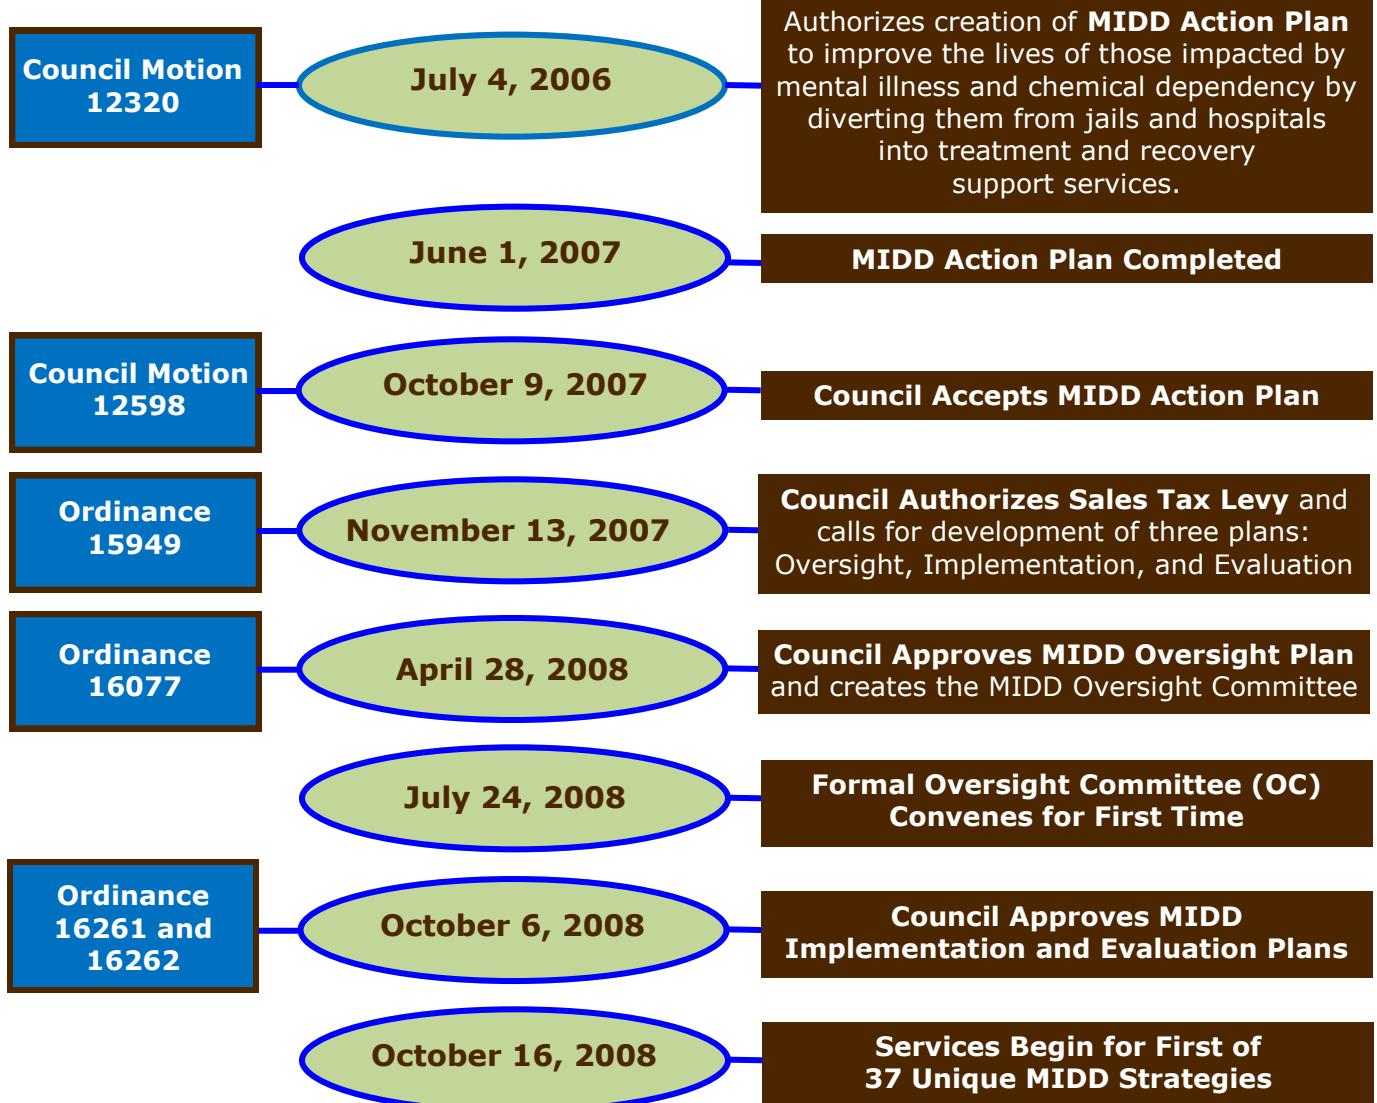 Council Motion
12320
July 4, 2006
Authorizes creation of MIDD Action Plan
to improve the lives of those impacted by
mental illness and chemical dependency by
diverting them from jails and hospitals
into treatment and recovery
support services.
June 1, 2007
MIDD Action Plan Completed
Council Motion
12598
October 9, 2007
Council Accepts MIDD Action Plan
Ordinance
15949
November 13, 2007
Council Authorizes Sales Tax Levy and
calls for development of three plans:
Oversight, Implementation, and Evaluation
Ordinance
16077
April 28, 2008
Council Approves MIDD Oversight Plan
and creates the MIDD Oversight Committee
July 24, 2008
Formal Oversight Committee (OC)
Convenes for First Time
Ordinance
16261 and
16262
October 6, 2008
Council Approves MIDD
Implementation and Evaluation Plans
October 16, 2008
Services Begin for First of
37 Unique MIDD Strategies